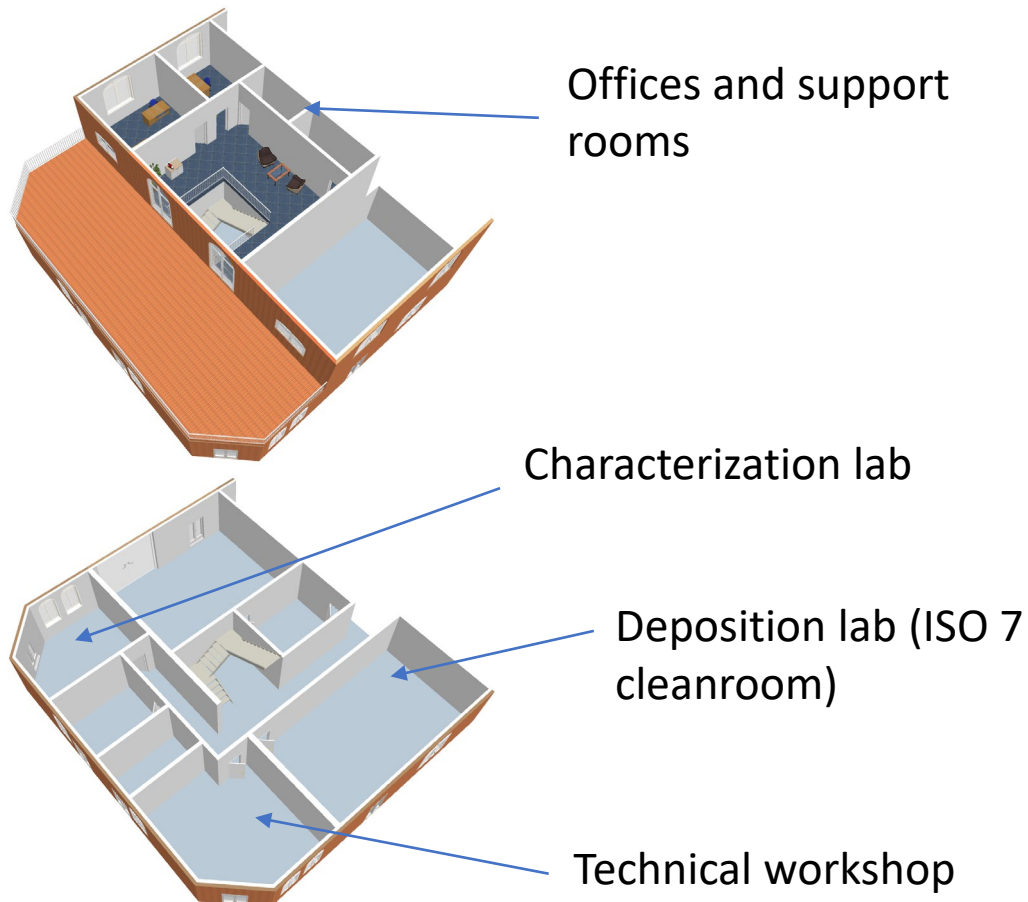 Offices and support
rooms
Characterization lab
Deposition lab (ISO 7
cleanroom)
Technical workshop